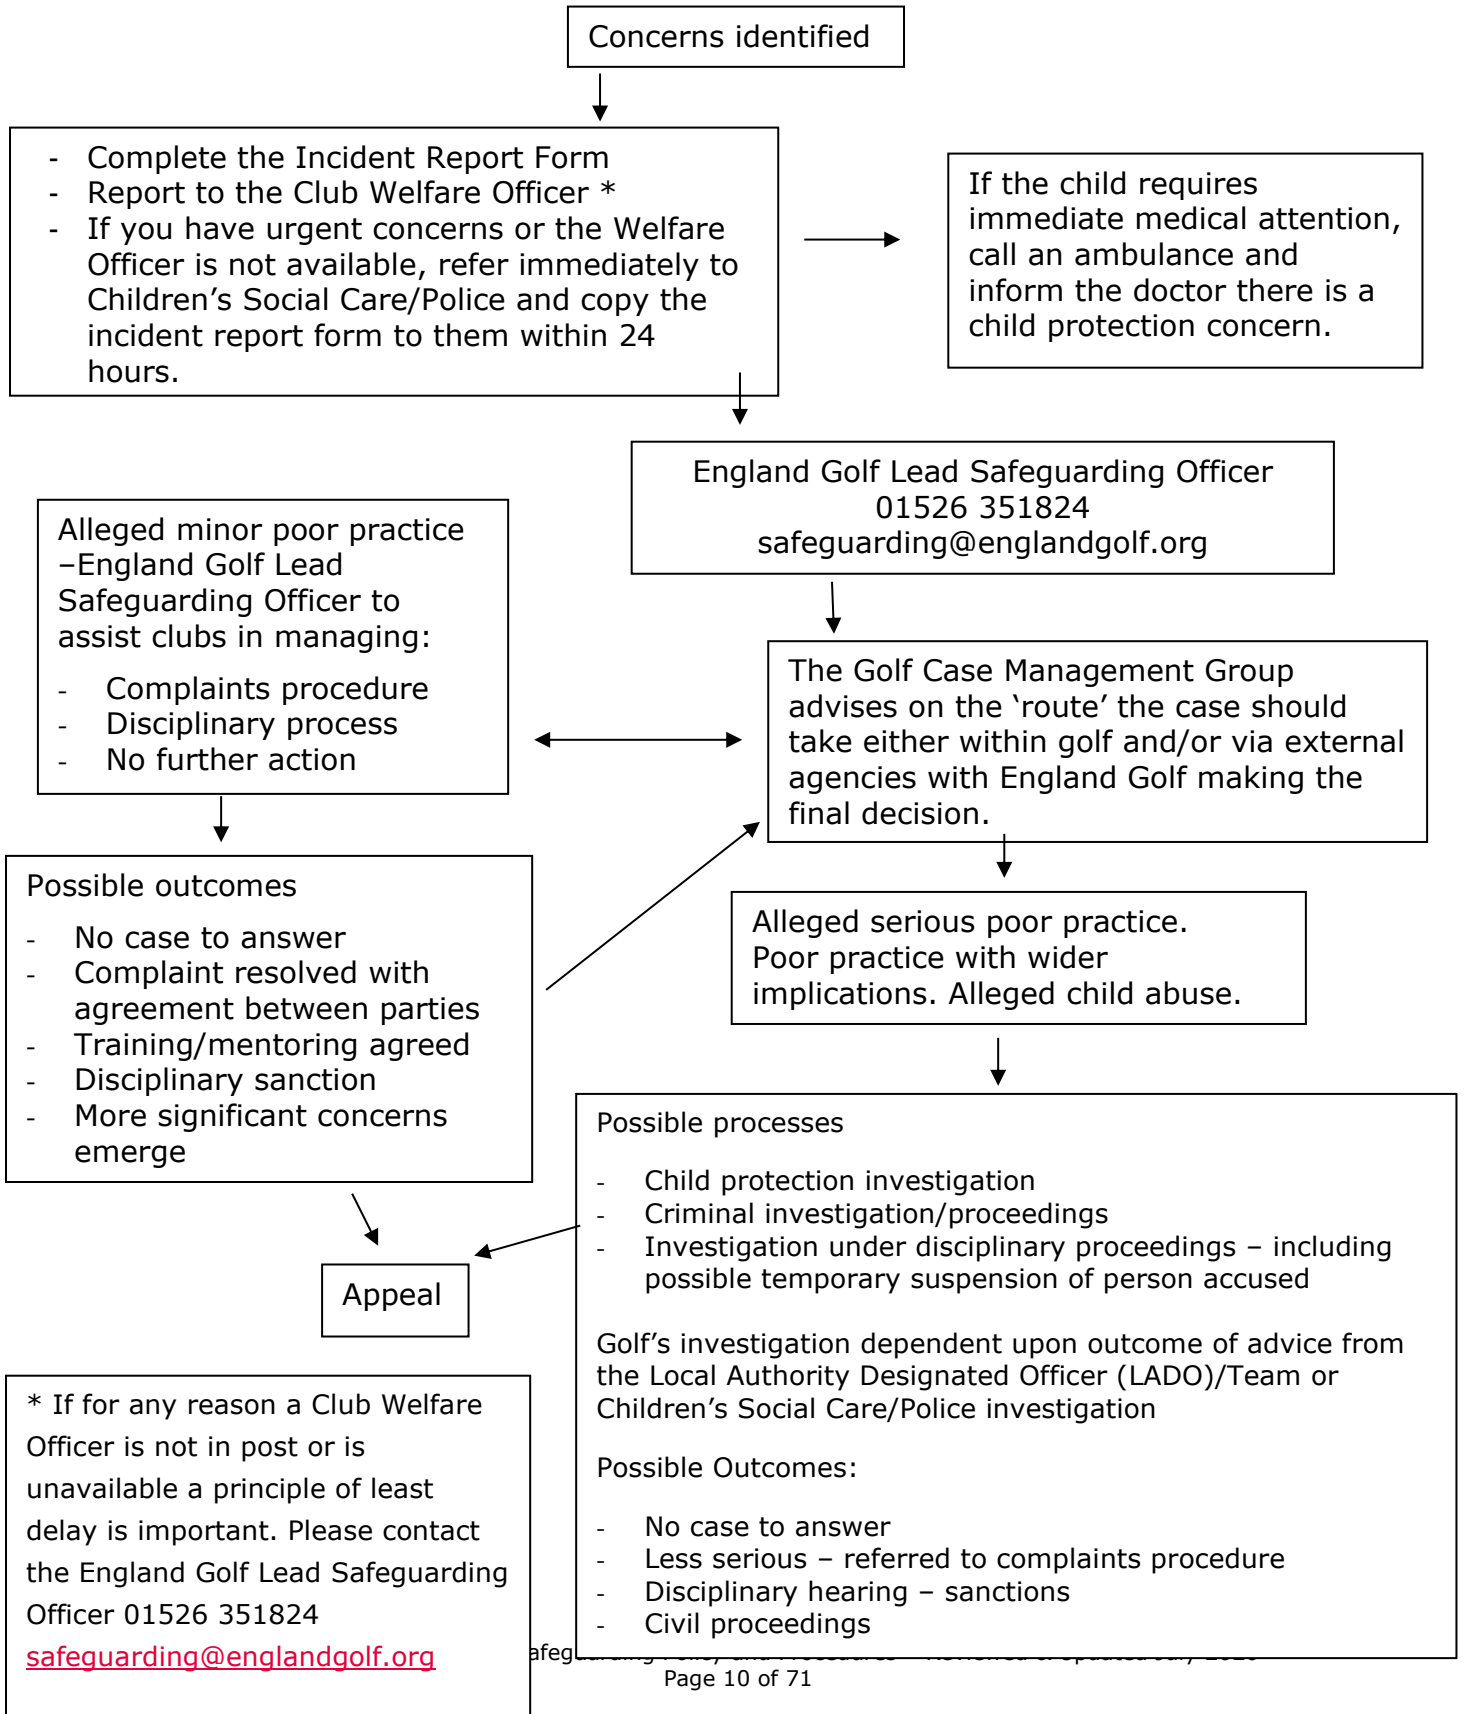 Concerns identified
- Complete the Incident Report Form
- Report to the Club Welfare Officer *
- If you have urgent concerns or the Welfare
Officer is not available, refer immediately to
Children’s Social Care/Police and copy the
incident report form to them within 24
hours.
If the child requires
immediate medical attention,
call an ambulance and
inform the doctor there is a
child protection concern.
England Golf Lead Safeguarding Officer
01526 351824
safeguarding@englandgolf.org
Alleged minor poor practice
–England Golf Lead
Safeguarding Officer to
assist clubs in managing:
- Complaints procedure
- Disciplinary process
- No further action
The Golf Case Management Group
advises on the ‘route’ the case should
take either within golf and/or via external
agencies with England Golf making the
final decision.
Possible outcomes
- No case to answer
- Complaint resolved with
agreement between parties
- Training/mentoring agreed
- Disciplinary sanction
- More significant concerns
emerge
Alleged serious poor practice.
Poor practice with wider
implications. Alleged child abuse.
Possible processes
- Child protection investigation
- Criminal investigation/proceedings
- Investigation under disciplinary proceedings – including
possible temporary suspension of person accused
Golf’s investigation dependent upon outcome of advice from
the Local Authority Designated Officer (LADO)/Team or
Children’s Social Care/Police investigation
Possible Outcomes:
- No case to answer
- Less serious – referred to complaints procedure
- Disciplinary hearing – sanctions
- Civil proceedings
Appeal
* If for any reason a Club Welfare
Officer is not in post or is
unavailable a principle of least
delay is important. Please contact
the England Golf Lead Safeguarding
Officer 01526 351824
safeguarding@englandgolf.org
Page 10 of 71